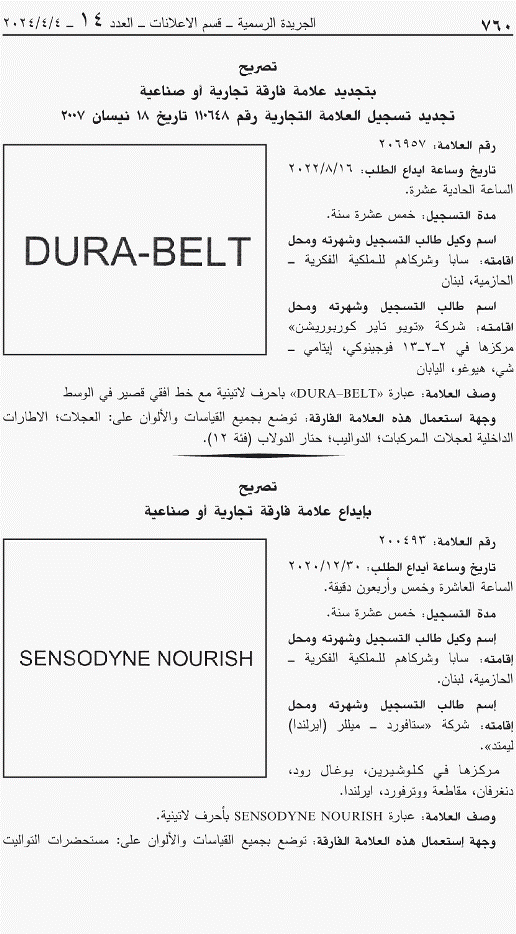 ٧٦٠
الجريدة الرسمية ـ قسم الاعلانات ـ العدد ١٤ ـ ٢٠٢٤/٤/٤
تصريح
بتجديد علامة فارقة تجارية أو صناعية
تجديد تسجيل العلامة التجارية رقم ١١٠٦٤٨ تاريخ ١٨ نيسان ٢٠٠٧
رقم العلامة: ٢٠٦٩٥٧
تاريخ وساعة ايداع الطلب: ٢٠٢٢/٨/١٦
الساعة الحادية عشرة.
مدة التسجيل: خمس عشرة سنة.
اسم وكيل طالب التسجيل وشهرته ومحل
اقامته: سابا وشركاهم للملكية الفكرية ـ
الحازمية، لبنان
اسم طالب التسجيل وشهرته ومحل
اقامته: شركة «تويو تاير كوربوريشن»
مركزها في ٢ـ٢ـ١٣ فوجينوكي، إيتامي ـ
شي، هيوغو، اليابان
DURA-BELT
وصف العلامة: عبارة «DURA–BELT» باحرف لاتينية مع خط افقي قصير في الوسط
وجهة استعمال هذه العلامة الفارقة: توضع بجميع القياسات والألوان على: العجلات؛ الاطارات
الداخلية لعجلات المركبات؛ الدواليب؛ حتار الدولاب (فئة ١٢).
تصريح
بإيداع علامة فارقة تجارية أو صناعية
رقم العلامة: ٢٠٠٤٩٣
تاريخ وساعة أيداع الطلب: ٢٠٢٠/١٢/٣٠
الساعة العاشرة وخمس وأربعون دقيقة.
مدة التسجيل: خمس عشرة سنة.
إسم وكيل طالب التسجيل وشهرته ومحل
إقامته: سابا وشركاهم للملكية الفكرية ـ
الحازمية، لبنان.
إسم طالب التسجيل وشهرته ومحل
إقامته: شركة «ستافورد ـ ميللر (ايرلندا)
ليمتد».
مركزها في كلوشيرين، يوغال رود،
دنغرفان، مقاطعة ووترفورد، ايرلندا.
SENSODYNE NOURISH
وصف العلامة: عبارة SENSODYNE NOURISH بأحرف لاتينية.
وجهة إستعمال هذه العلامة الفارقة: توضع بجميع القياسات والألوان على: مستحضرات التواليت